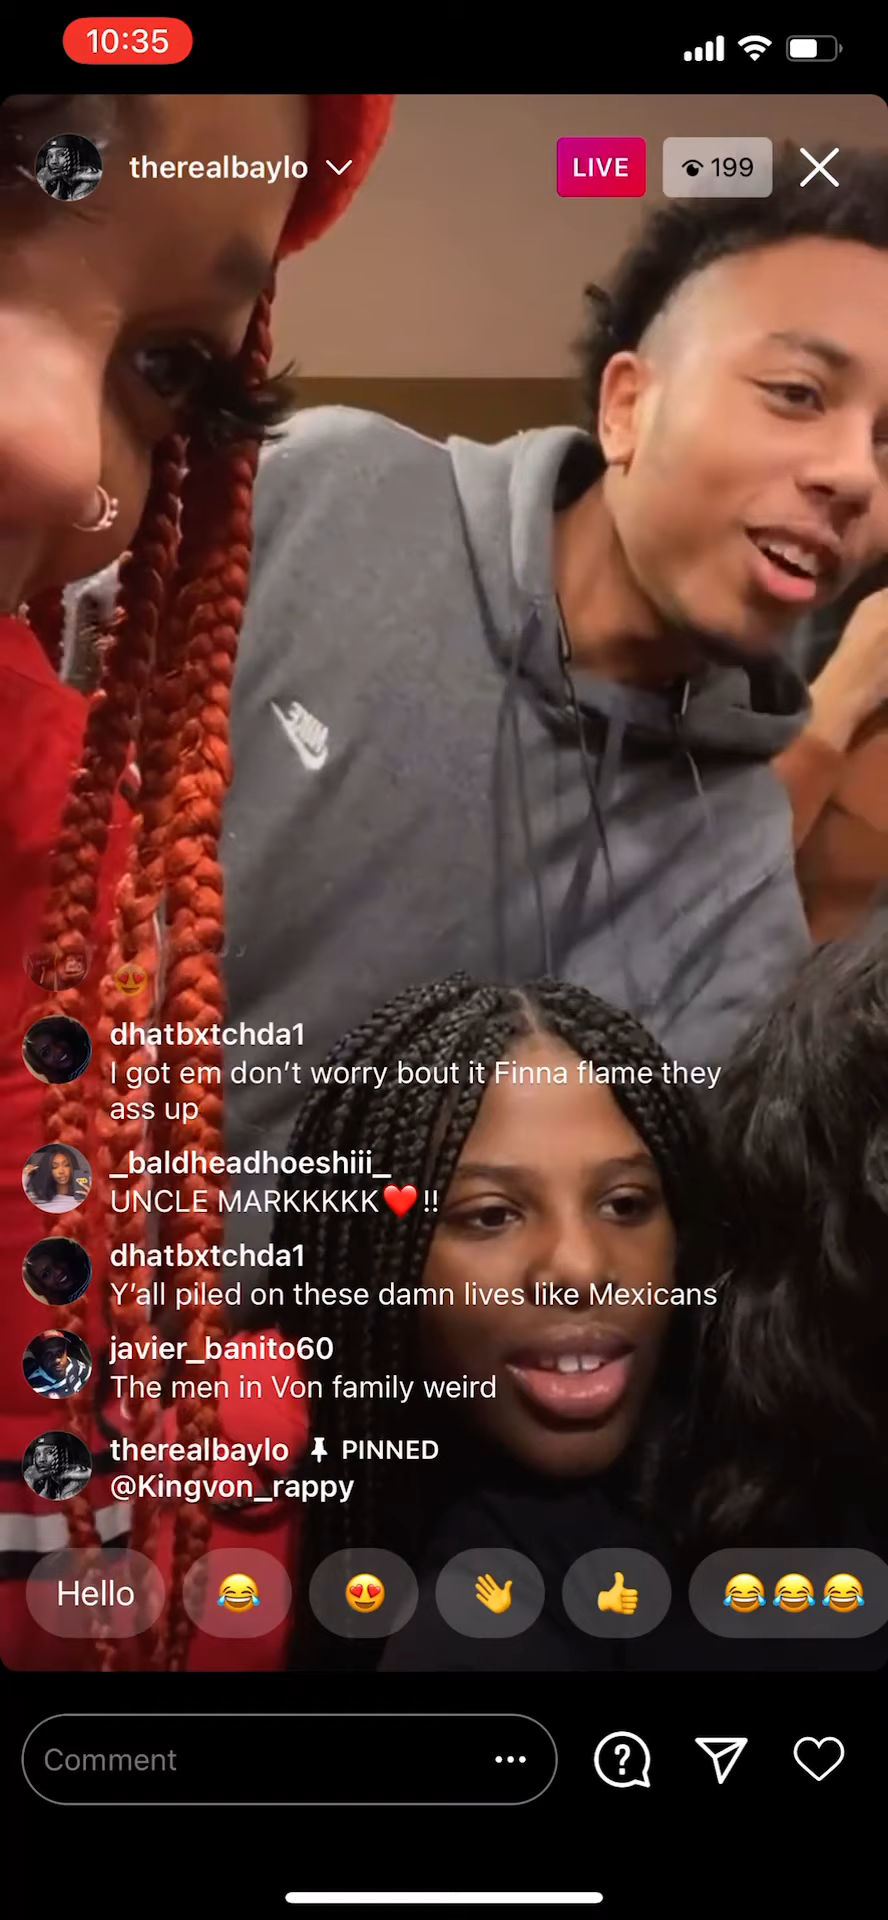 10:35
therealbaylo
LIVE
199
NIKE
dhatbxtchda1
I got em don’t worry bout it Finna flame they
ass up
_baldheadhoeshiii_
UNCLE MARKKKKK❤️!!
dhatbxtchda1
Y’all piled on these damn lives like Mexicans
javier_banito60
The men in Von family weird
therealbaylo PINNED
@Kingvon_rappy
Hello 😂 😍 👋 👍 😂😂😂
Comment